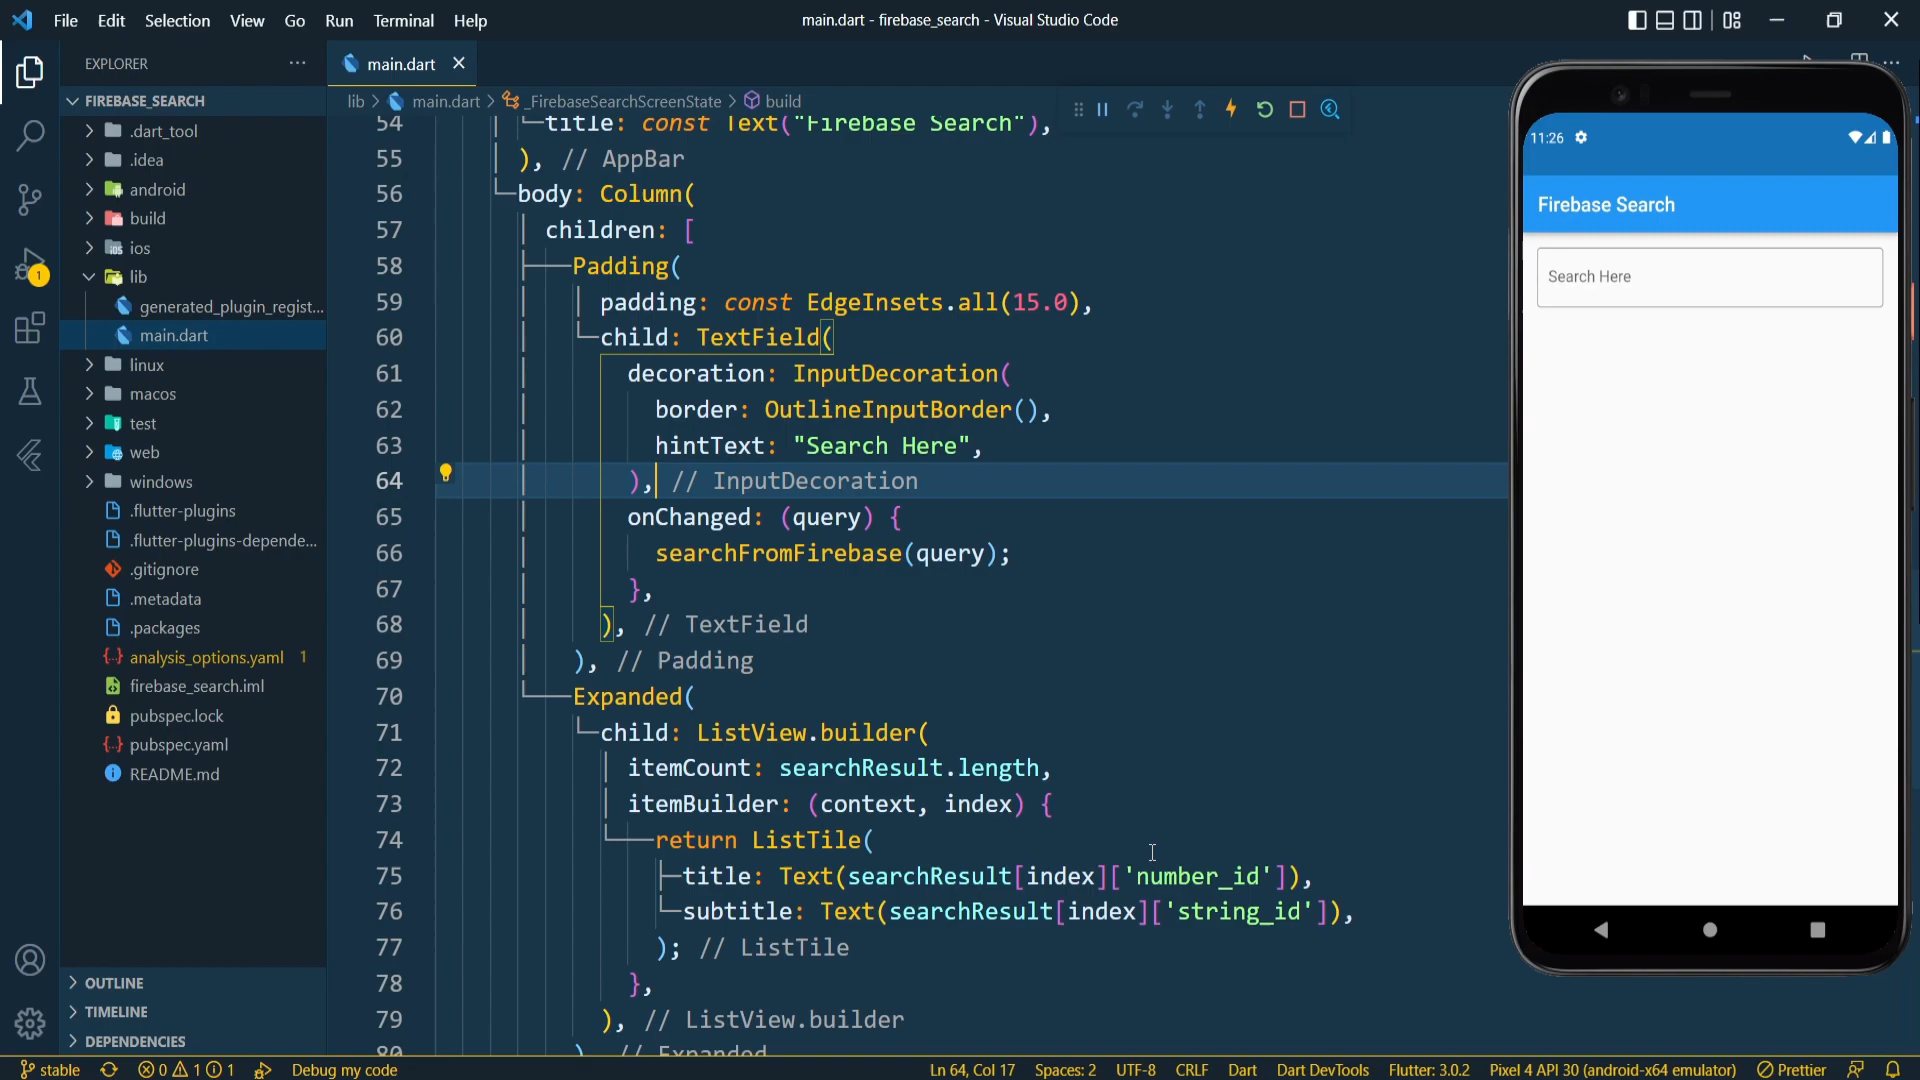 File Edit Selection View Go Run Terminal Help
main.dart - firebase_search - Visual Studio Code
EXPLORER
FIREBASE_SEARCH
.dart_tool
.idea
android
build
ios
lib
generated_plugin_regist...
main.dart
linux
macos
test
web
windows
.flutter-plugins
.flutter-plugins-depende...
.gitignore
.metadata
.packages
analysis_options.yaml 1
firebase_search.iml
pubspec.lock
pubspec.yaml
README.md
OUTLINE
TIMELINE
DEPENDENCIES
1
main.dart
lib > main.dart > _FirebaseSearchScreenState > build
54 title: const Text("Firebase Search"),
55 ), // AppBar
56 body: Column(
57 children: [
58 Padding(
59 padding: const EdgeInsets.all(15.0),
60 child: TextField(
61 decoration: InputDecoration(
62 border: OutlineInputBorder(),
63 hintText: "Search Here",
64 ), // InputDecoration
65 onChanged: (query) {
66 searchFromFirebase(query);
67 },
68 ), // TextField
69 ), // Padding
70 Expanded(
71 child: ListView.builder(
72 itemCount: searchResult.length,
73 itemBuilder: (context, index) {
74 return ListTile(
75 title: Text(searchResult[index]['number_id']),
76 subtitle: Text(searchResult[index]['string_id']),
77 ); // ListTile
78 },
79 ), // ListView.builder
80 ), // Expanded
11:26
Firebase Search
Search Here
stable 0 1 1 Debug my code Ln 64, Col 17 Spaces: 2 UTF-8 CRLF Dart Dart DevTools Flutter: 3.0.2 Pixel 4 API 30 (android-x64 emulator) Prettier